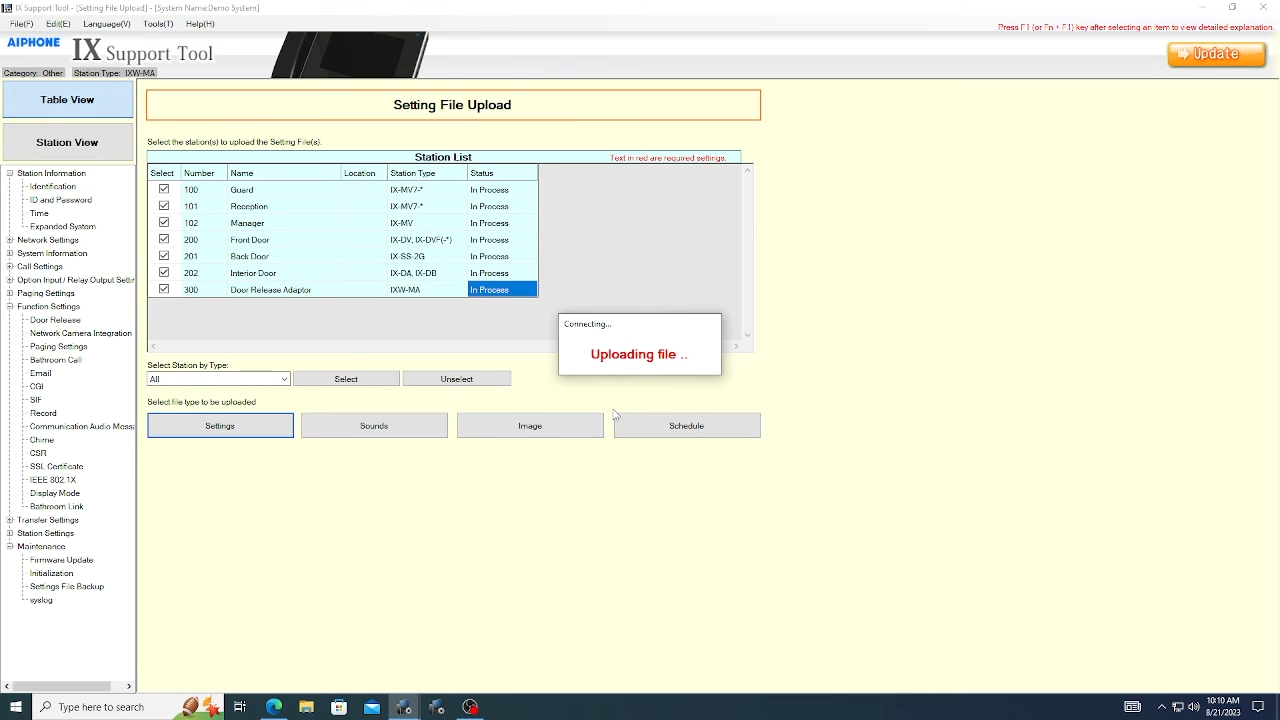 IX Support Tool - [Setting File Upload] - [System Name:Demo System]
File(F) Edit(E) Language(V) Tools(T) Help(H)
Press F1 (or Fn + F1) key after selecting an item to view detailed explanation.
AIPHONE IX Support Tool
Update
Category: Other Station Type: IXW-MA
Table View
Station View
Station Information
Identification
ID and Password
Time
Expanded System
Network Settings
System Information
Call Settings
Option Input / Relay Output Setti
Paging Settings
Function Settings
Door Release
Network Camera Integration
Paging Settings
Bathroom Call
Email
CGI
SIF
Record
Communication Audio Messa
Chime
CSR
SSL Certificate
IEEE 802.1X
Display Mode
Bathroom Link
Transfer Settings
Station Settings
Maintenance
Firmware Update
Initialization
Settings File Backup
syslog
Setting File Upload
Select the station(s) to upload the Setting File(s):
Station List Text in red are required settings.
Select Number Name Location Station Type Status
100 Guard IX-MV7-* In Process
101 Reception IX-MV7-* In Process
102 Manager IX-MV In Process
200 Front Door IX-DV, IX-DVF(-*) In Process
201 Back Door IX-SS-2G In Process
202 Interior Door IX-DA, IX-DB In Process
300 Door Release Adaptor IXW-MA In Process
Connecting...
Uploading file ..
Select Station by Type:
All Select Unselect
Select file type to be uploaded
Settings Sounds Image Schedule
Type here to search
10:10 AM
8/21/2023